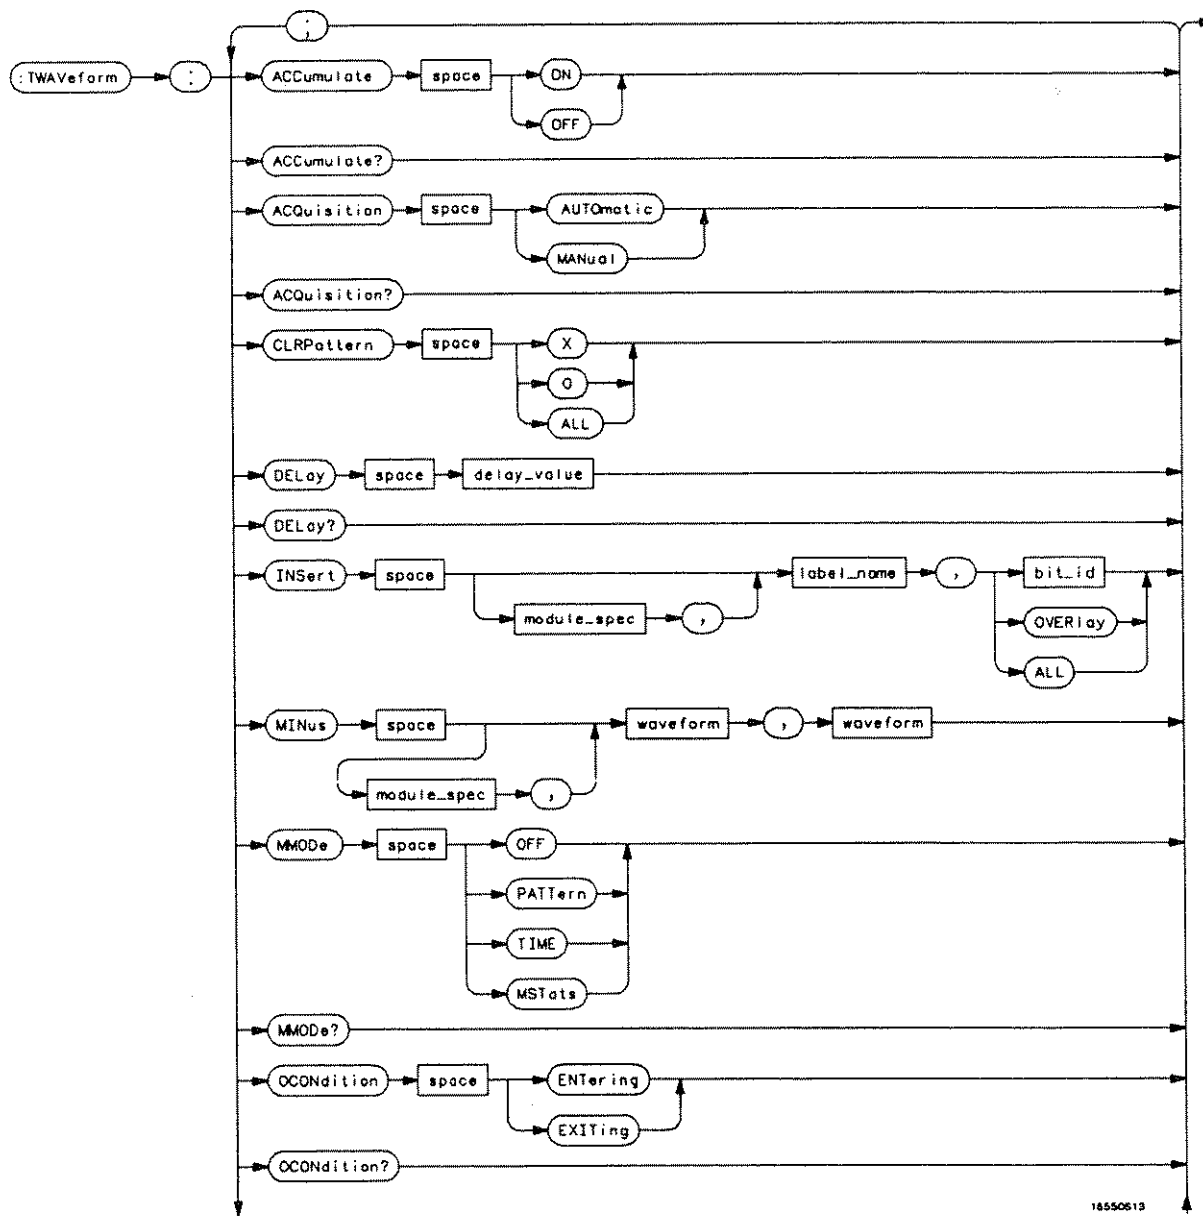 ;
:TWAVeform : ACCumulate space ON
OFF
ACCumulate?
ACQuisition space AUTOmatic
MANual
ACQuisition?
CLRPattern space X
O
ALL
DELay space delay_value
DELay?
INSert space label_name , bit_id
module_spec , OVERlay
ALL
MINus space waveform , waveform
module_spec ,
MMODe space OFF
PATTern
TIME
MSTats
MMODe?
OCONdition space ENTering
EXITing
OCONdition?
16550S13